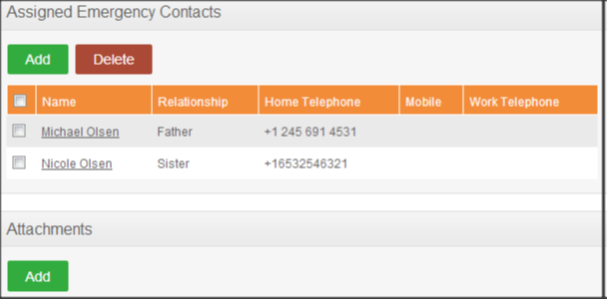 Assigned Emergency Contacts
Add Delete
Name Relationship Home Telephone Mobile Work Telephone
Michael Olsen Father +1 245 691 4531
Nicole Olsen Sister +16532546321
Attachments
Add